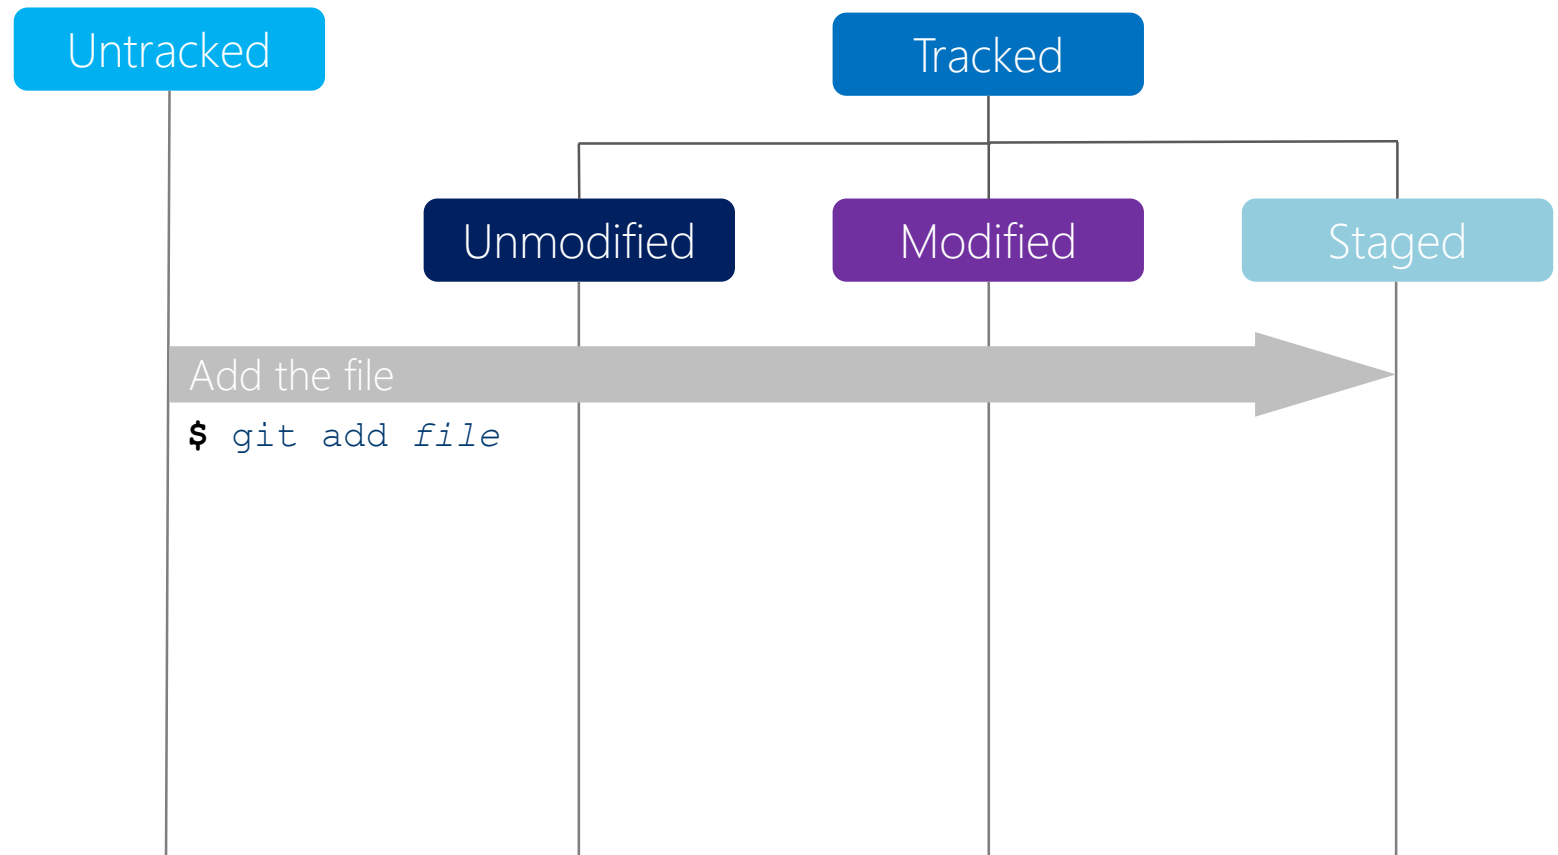 Untracked
Tracked
Unmodified
Modified
Staged
Add the file
$ git add file